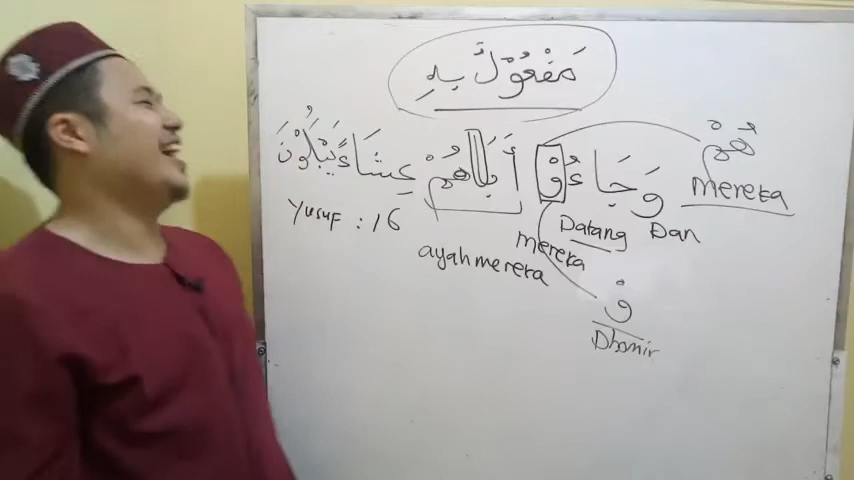 مَفْعُوْلٌ بِهِ
هُمْ
وَجَاءُوْ أَبَاهُمْ عِشَاءً يَبْكُوْنَ
mereka
Yusuf : 16
Datang Dan
mereka
ayah mereka
وْ
Dhomir